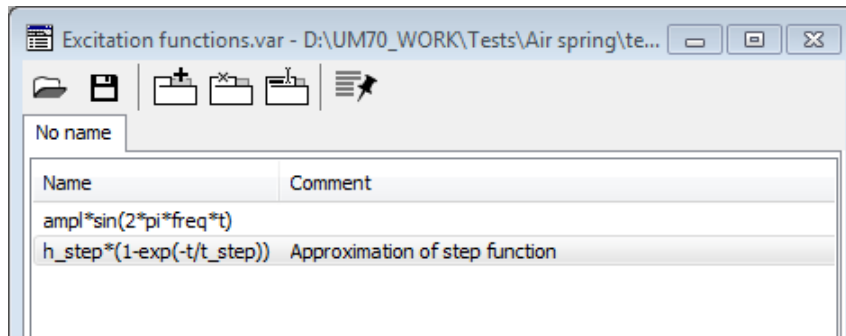 Excitation functions.var - D:\UM70_WORK\Tests\Air spring\te...
No name
Name Comment
ampl*sin(2*pi*freq*t)
h_step*(1-exp(-t/t_step)) Approximation of step function